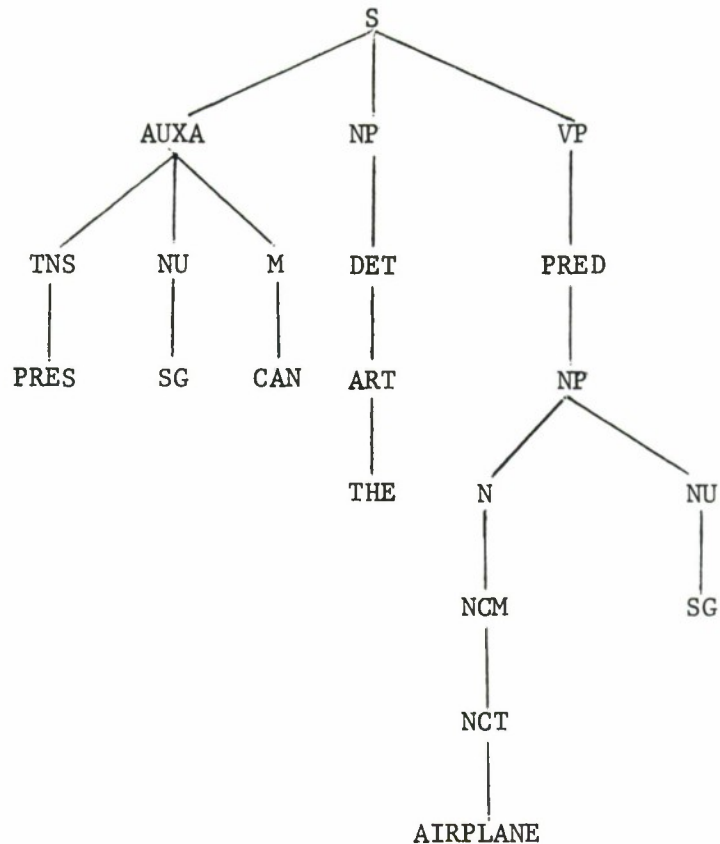 S
AUXA NP VP
TNS NU M DET PRED
PRES SG CAN ART NP
THE N NU
NCM SG
NCT
AIRPLANE